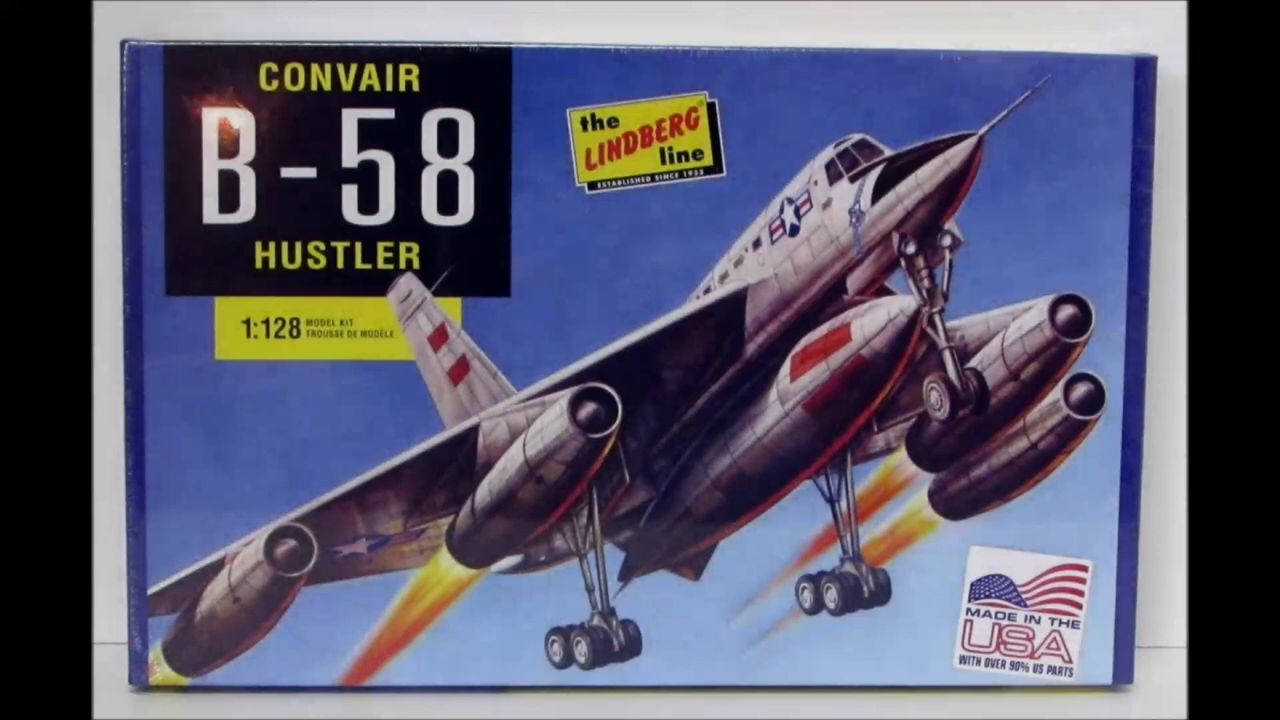 CONVAIR
B-58
HUSTLER
1:128 MODEL KIT
TROUSSE DE MODÈLE
the
LINDBERG
line
ESTABLISHED SINCE 1933
MADE IN THE
USA
WITH OVER 90% US PARTS